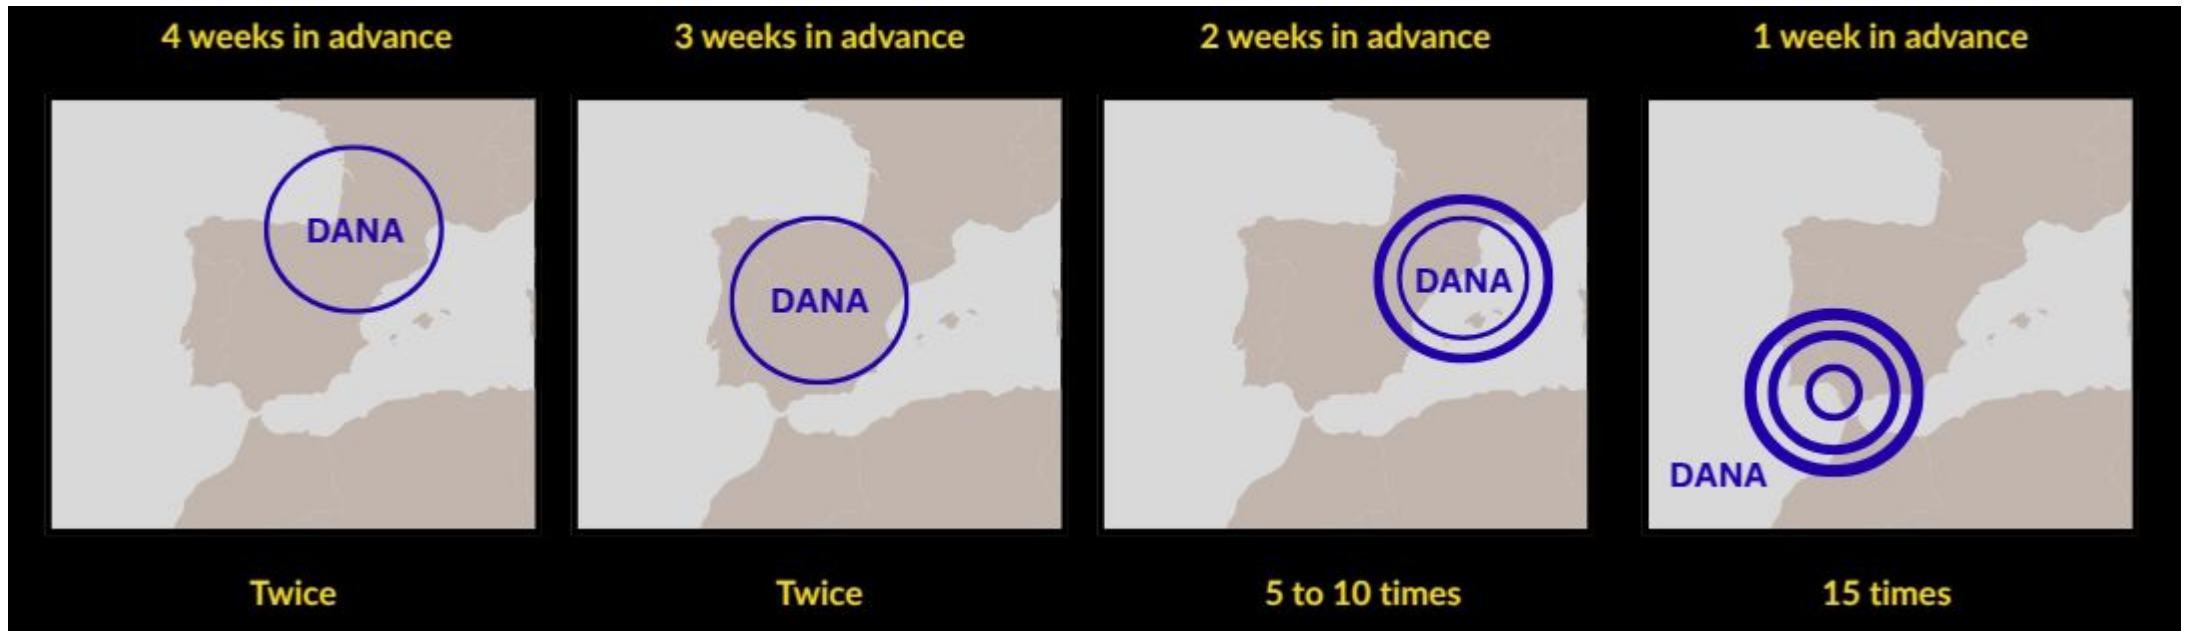 4 weeks in advance
3 weeks in advance
2 weeks in advance
1 week in advance
DANA
DANA
DANA
DANA
Twice
Twice
5 to 10 times
15 times